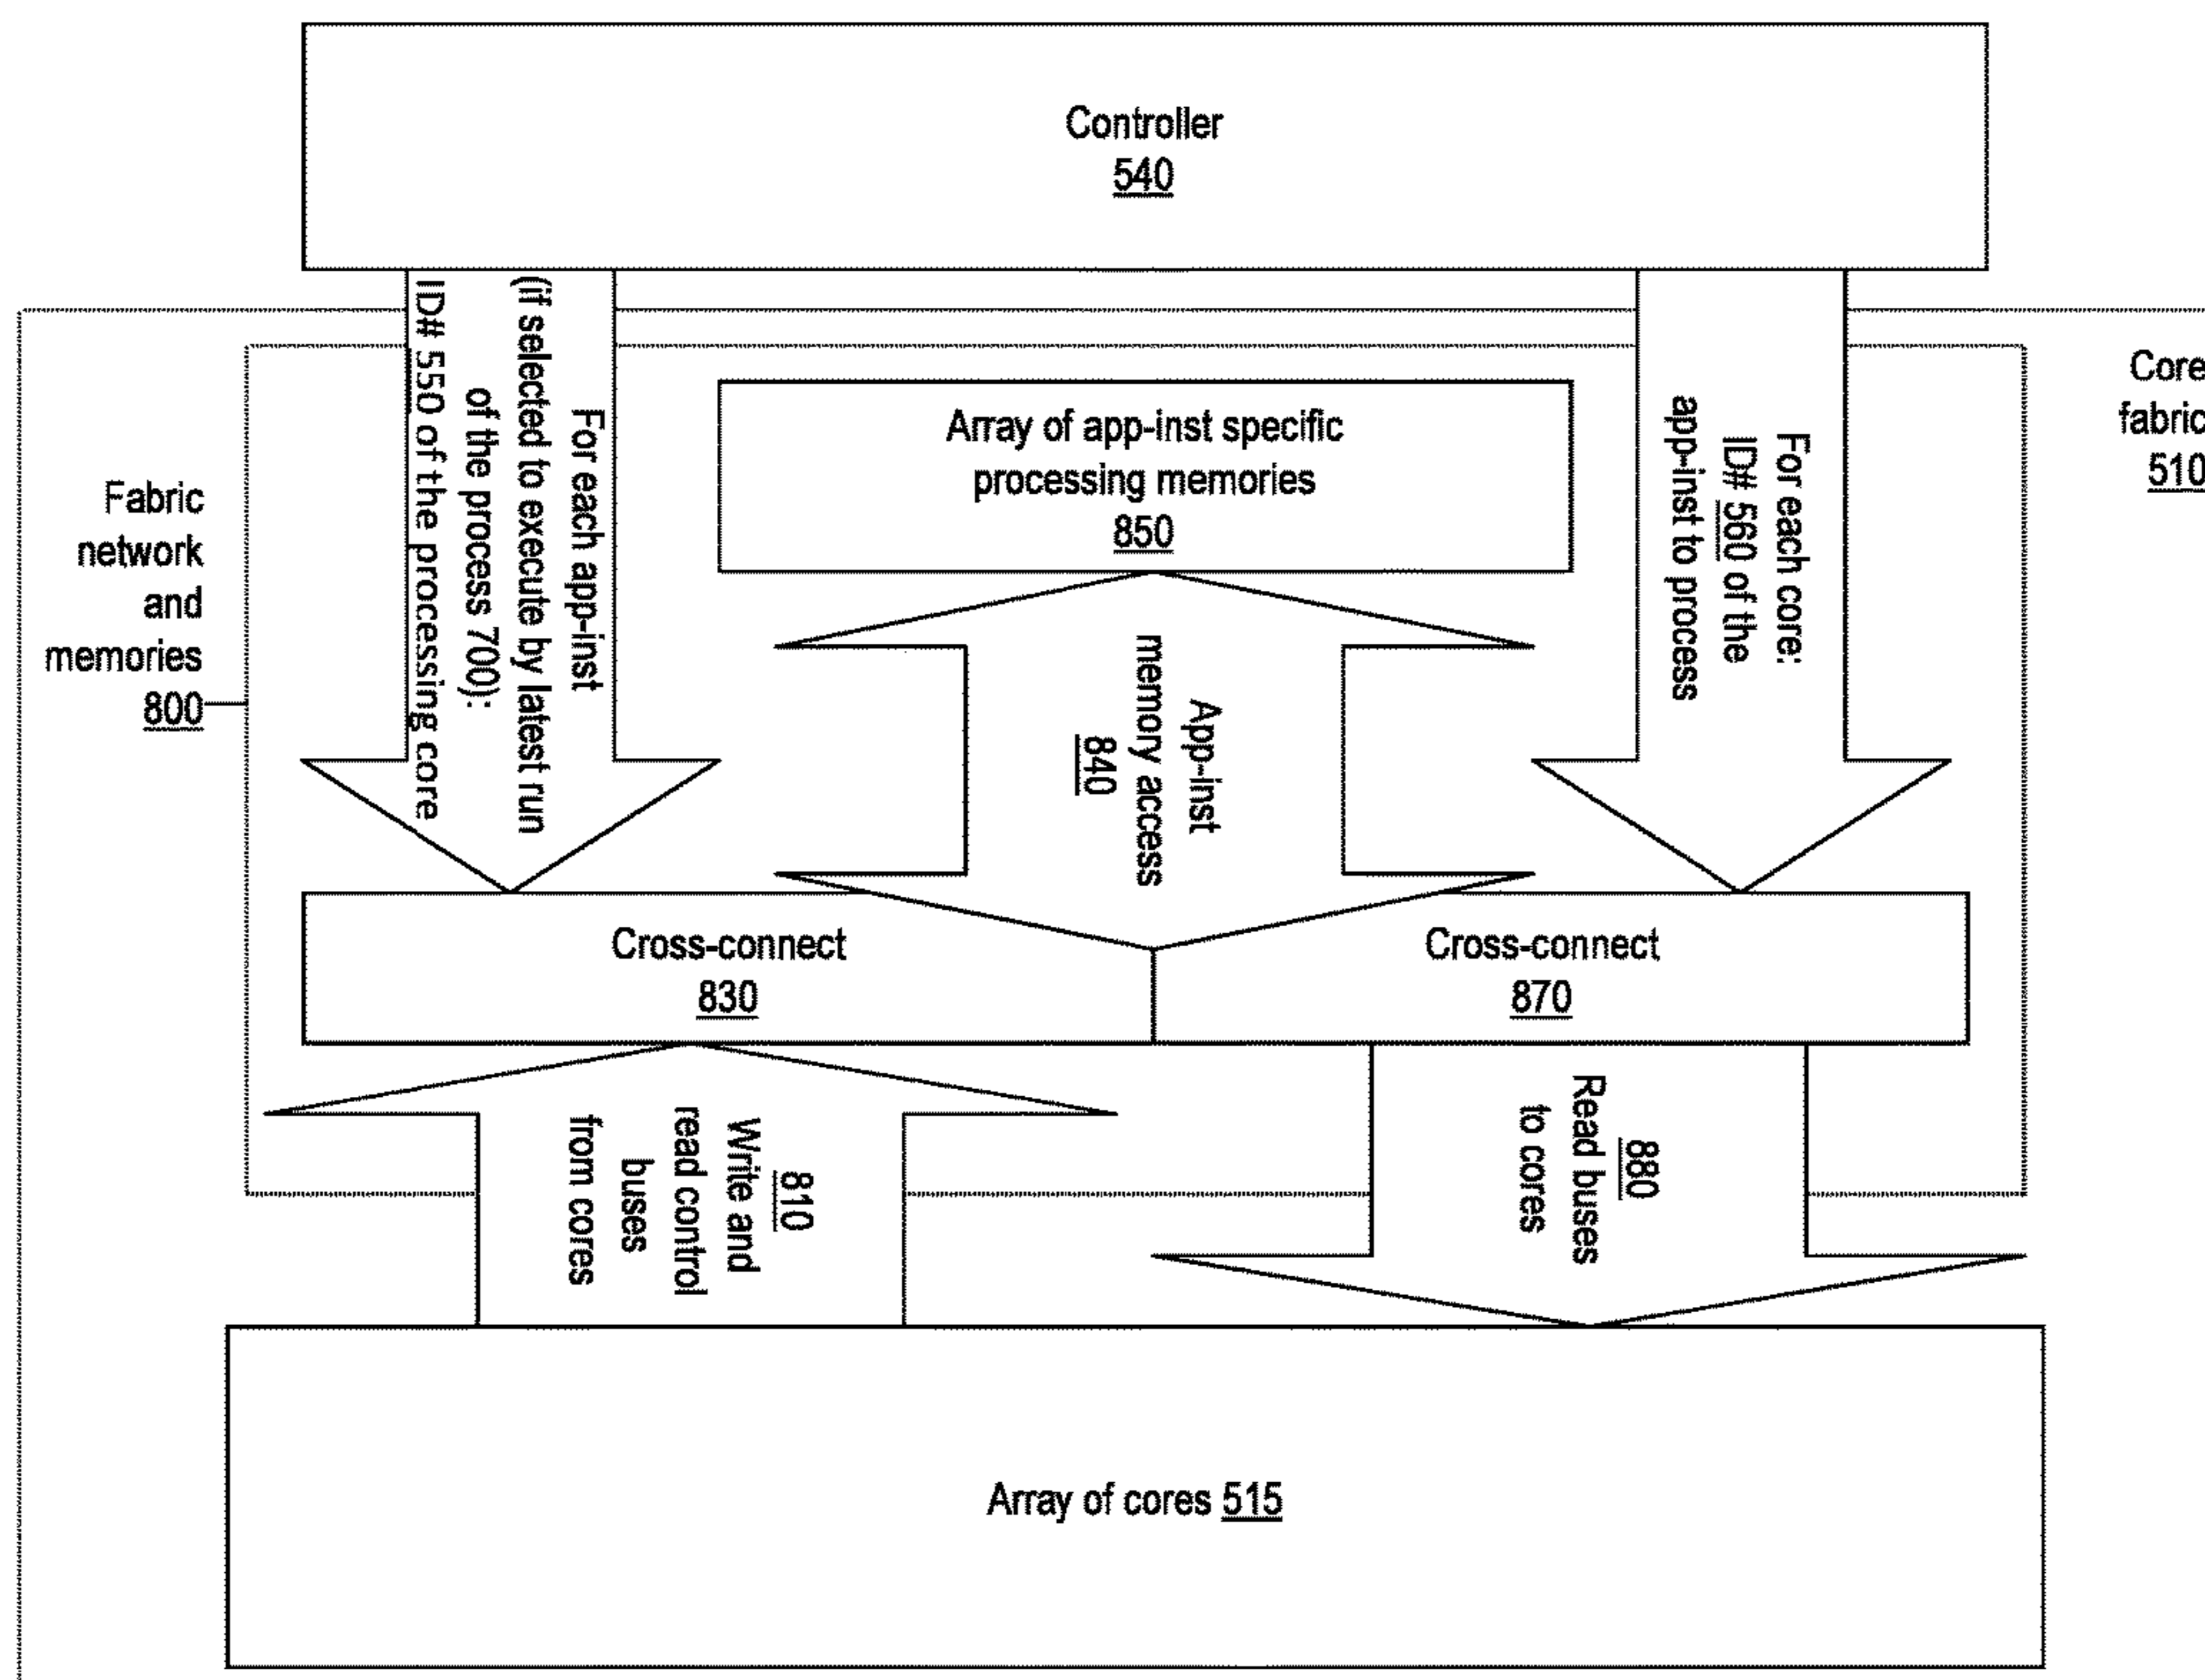 Controller
540
For each app-inst
(if selected to execute by latest run
of the process 700):
ID# 550 of the processing core
For each core:
ID# 560 of the
app-inst to process
Core
fabric
510
Array of app-inst specific
processing memories
850
Fabric
network
and
memories
800
App-inst
memory access
840
Cross-connect
830
Cross-connect
870
810
Write and
read control
buses
from cores
880
Read buses
to cores
Array of cores 515